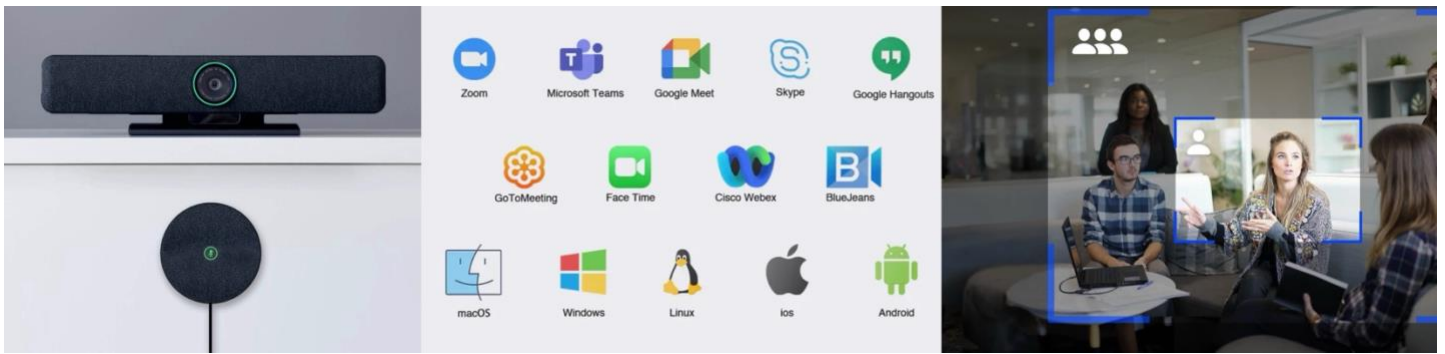 Zoom
Microsoft Teams
Google Meet
Skype
Google Hangouts
GoToMeeting
Face Time
Cisco Webex
B
BlueJeans
macOS
Windows
Linux
ios
Android
T